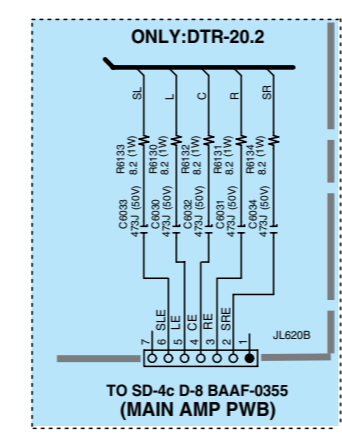 ONLY:DTR-20.2
SL
L
C
R
SR
R6133
8.2 (1W)
R6130
8.2 (1W)
R6132
8.2 (1W)
R6131
8.2 (1W)
R6134
8.2 (1W)
C6033
473J (50V)
C6030
473J (50V)
C6032
473J (50V)
C6031
473J (50V)
C6034
473J (50V)
7
6 SLE
5 LE
4 CE
3 RE
2 SRE
1
JL620B
TO SD-4c D-8 BAAF-0355
(MAIN AMP PWB)